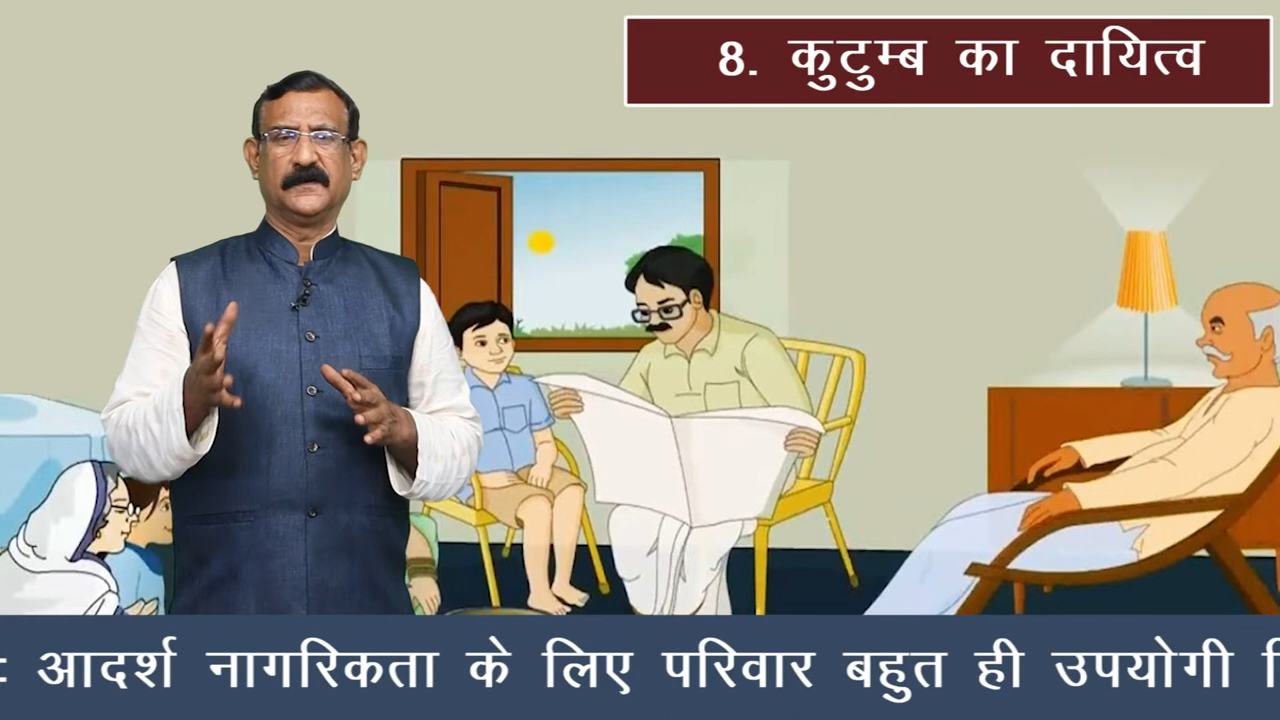 8. कुटुम्ब का दायित्व
: आदर्श नागरिकता के लिए परिवार बहुत ही उपयोगी